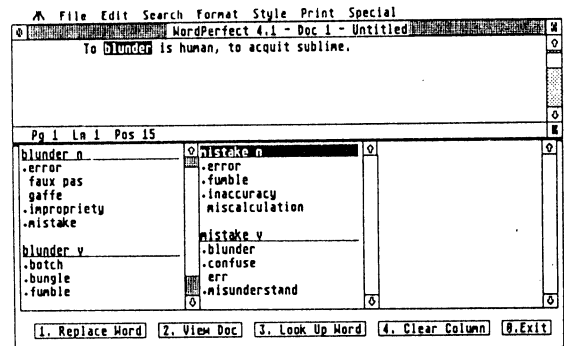 File Edit Search Format Style Print Special
WordPerfect 4.1 - Doc 1 - Untitled
To blunder is human, to acquit sublime.
Pg 1 Ln 1 Pos 15
blunder n
.error
faux pas
gaffe
.impropriety
.mistake
blunder v
.botch
.bungle
.fumble
mistake n
.error
.fumble
.inaccuracy
miscalculation
mistake v
.blunder
.confuse
err
.misunderstand
1. Replace Word 2. View Doc 3. Look Up Word 4. Clear Column 0.Exit